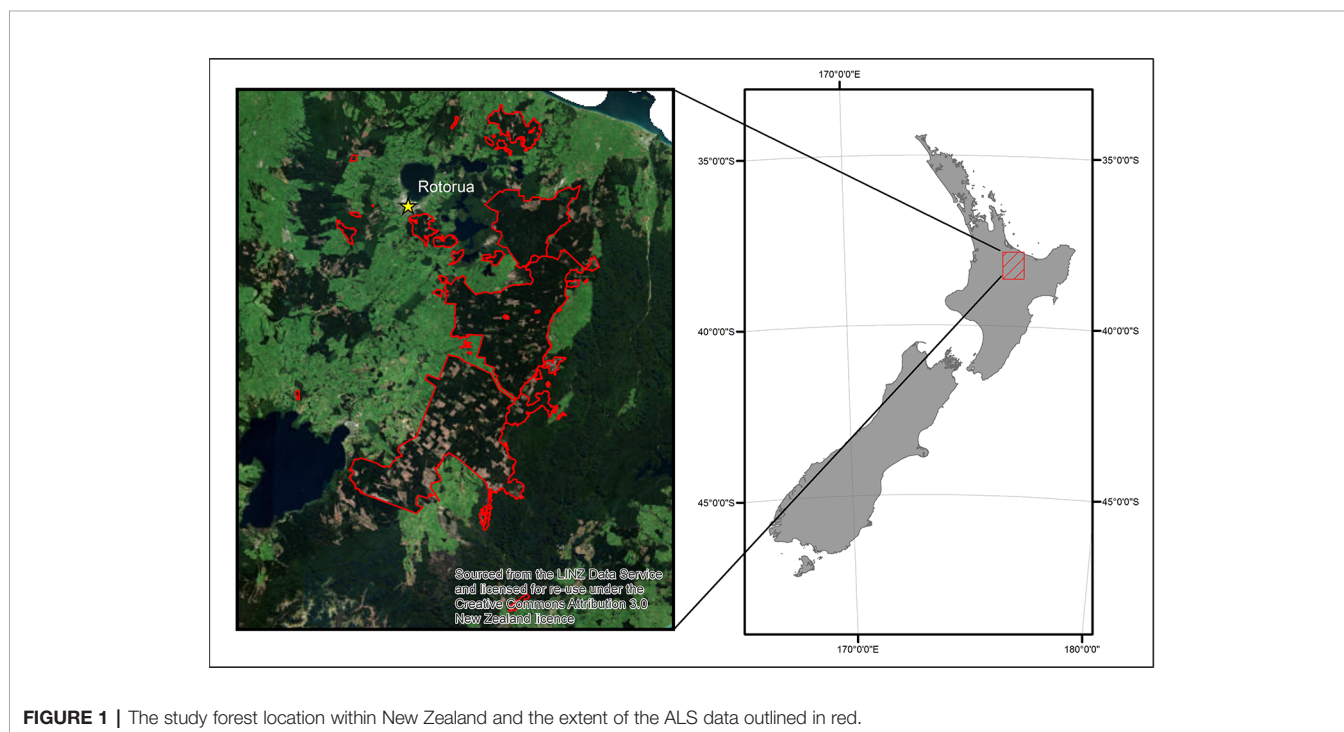 170°0'0"E
Rotorua
35°0'0"S
35°0'0"S
40°0'0"S
40°0'0"S
45°0'0"S
45°0'0"S
Sourced from the LINZ Data Service
and licensed for re-use under the
Creative Commons Attribution 3.0
New Zealand licence
170°0'0"E
180°0'0"
FIGURE 1 | The study forest location within New Zealand and the extent of the ALS data outlined in red.